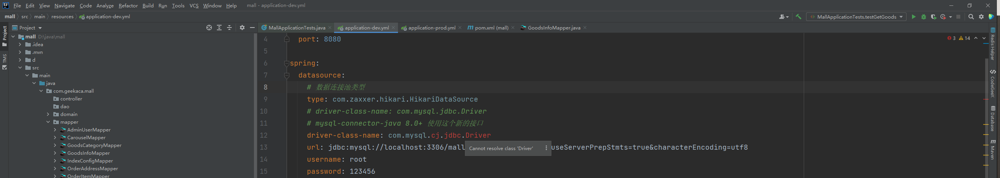 File Edit View Navigate Code Analyze Refactor Build Run Tools VCS Window Help mall - application-dev.yml
mall src main resources application-dev.yml
MallApplicationTests.testGetGoods
Project
Project
TMS
mall D:\java\mall
.idea
.mvn
d
src
main
java
com.geekaca.mall
controller
dao
domain
mapper
AdminUserMapper
CarouselMapper
GoodsCategoryMapper
GoodsInfoMapper
IndexConfigMapper
OrderAddressMapper
OrderItemMapper
MallApplicationTests.java application-dev.yml application-prod.yml pom.xml (mall) GoodsInfoMapper.java
3 14
4 port: 8080
5
6 spring:
7 datasource:
8 # 数据连接池类型
9 type: com.zaxxer.hikari.HikariDataSource
10 # driver-class-name: com.mysql.jdbc.Driver
11 # mysql-connector-java 8.0+ 使用这个新的接口
12 driver-class-name: com.mysql.cj.jdbc.Driver
13 url: jdbc:mysql://localhost:3306/mall useServerPrepStmts=true&characterEncoding=utf8
Cannot resolve class 'Driver'
14 username: root
15 password: 123456
Redis Helper
CodeGeeX
Database
Maven